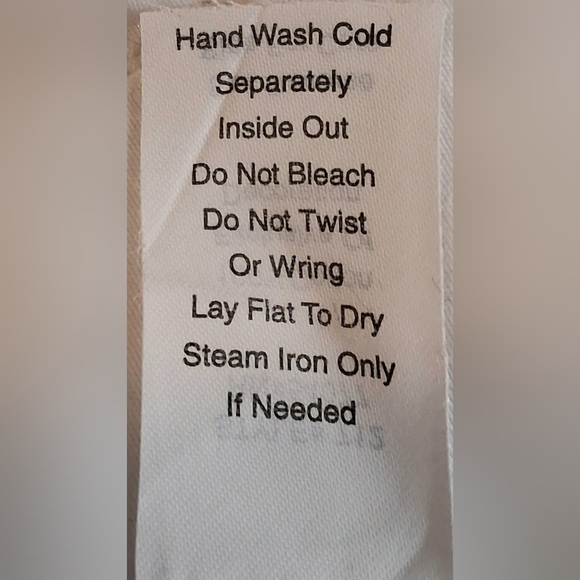 Hand Wash Cold
Separately
Inside Out
Do Not Bleach
Do Not Twist
Or Wring
Lay Flat To Dry
Steam Iron Only
If Needed